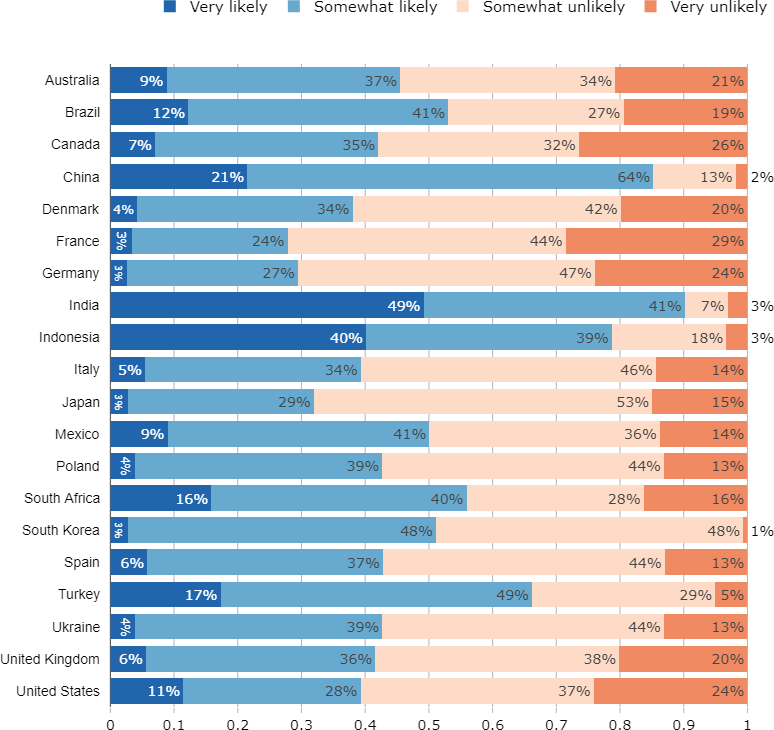 Very likely Somewhat likely Somewhat unlikely Very unlikely
Australia 9% 37% 34% 21%
Brazil 12% 41% 27% 19%
Canada 7% 35% 32% 26%
China 21% 64% 13% 2%
Denmark 4% 34% 42% 20%
France 3% 24% 44% 29%
Germany 3% 27% 47% 24%
India 49% 41% 7% 3%
Indonesia 40% 39% 18% 3%
Italy 5% 34% 46% 14%
Japan 3% 29% 53% 15%
Mexico 9% 41% 36% 14%
Poland 4% 39% 44% 13%
South Africa 16% 40% 28% 16%
South Korea 3% 48% 48% 1%
Spain 6% 37% 44% 13%
Turkey 17% 49% 29% 5%
Ukraine 4% 39% 44% 13%
United Kingdom 6% 36% 38% 20%
United States 11% 28% 37% 24%
0 0.1 0.2 0.3 0.4 0.5 0.6 0.7 0.8 0.9 1